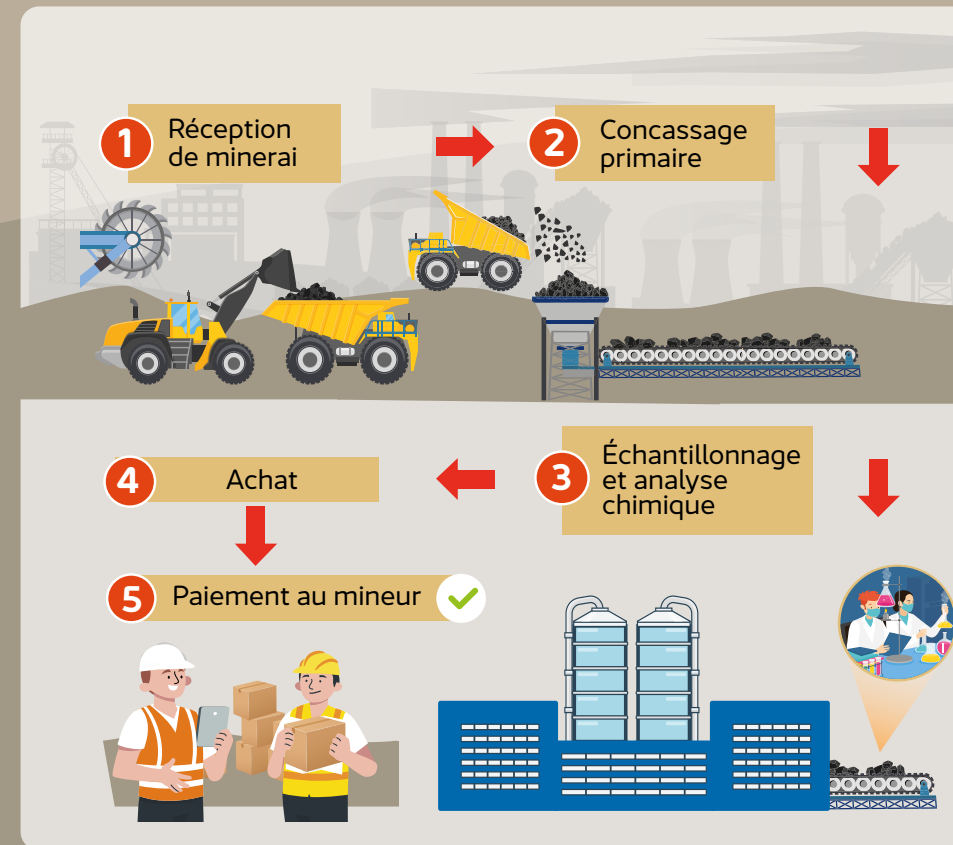 1
Réception
de minerai
2
Concassage
primaire
3
Échantillonnage
et analyse
chimique
4
Achat
5
Paiement au mineur